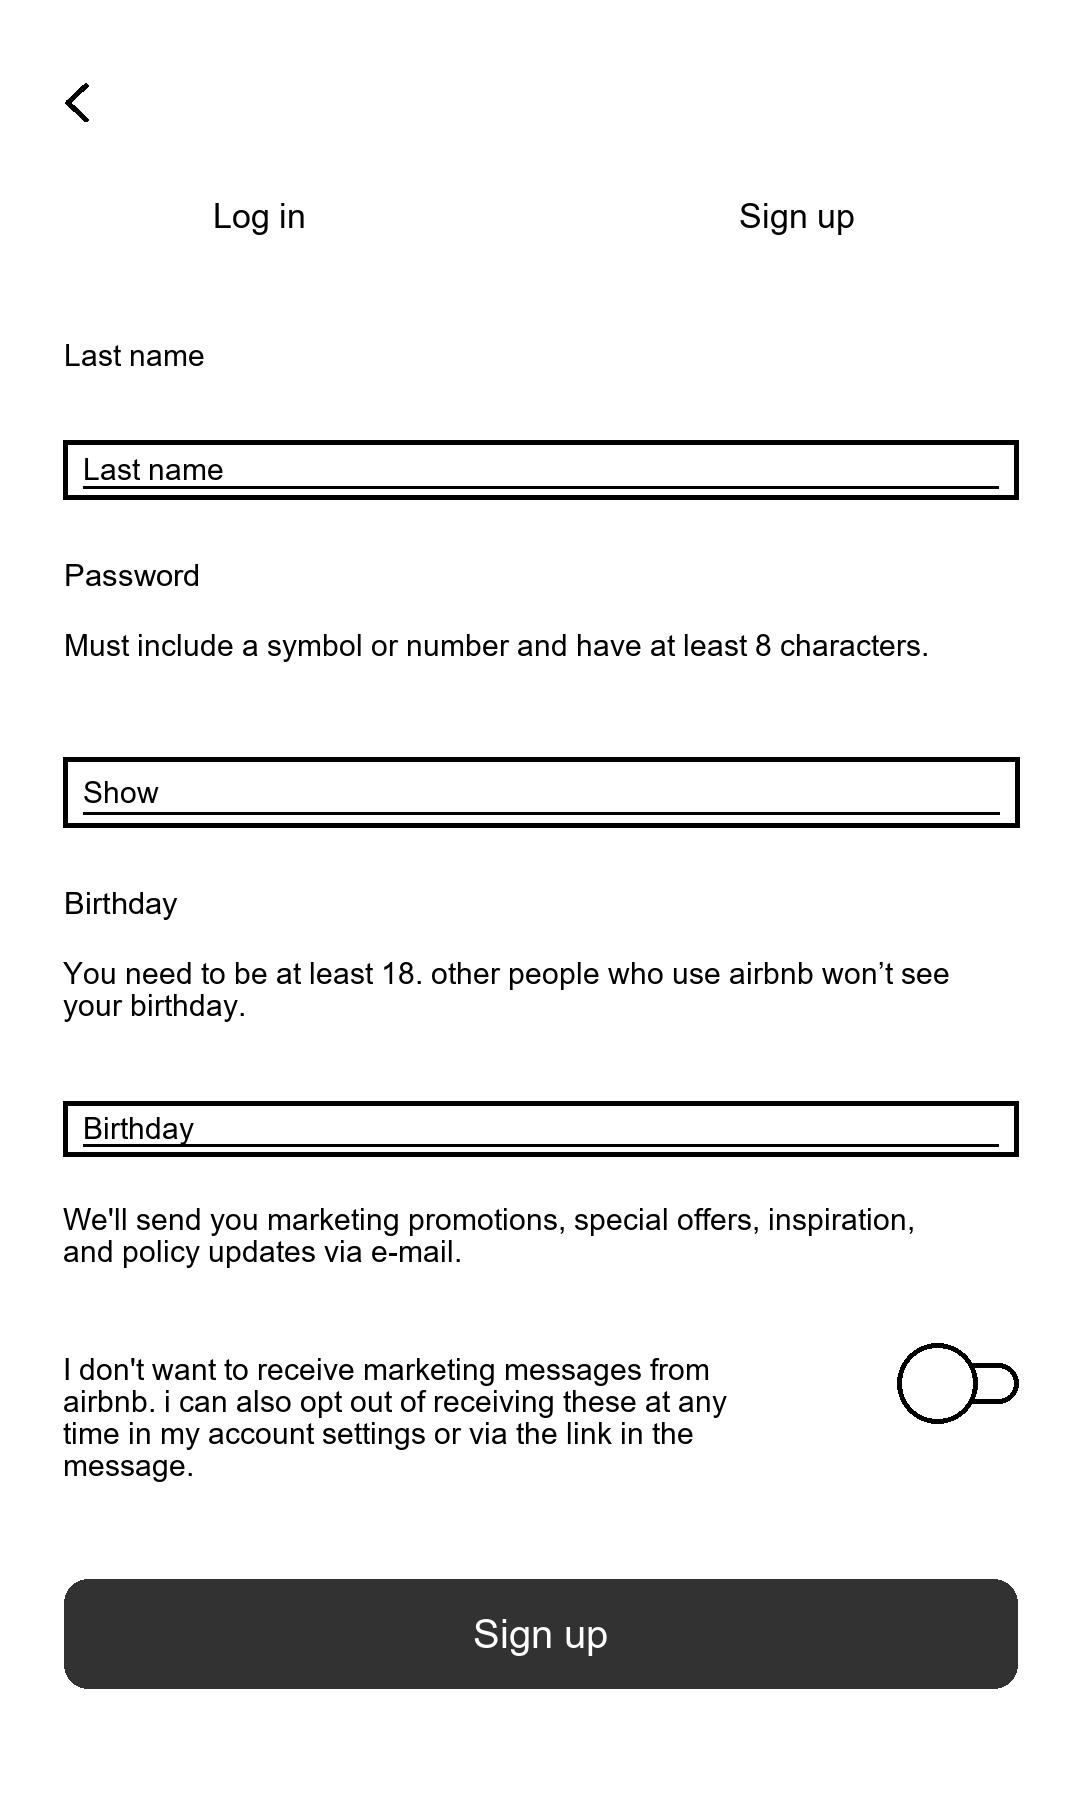 Log in
Sign up
Last name
Last name
Password
Must include a symbol or number and have at least 8 characters.
Show
Birthday
You need to be at least 18. other people who use airbnb won’t see
your birthday.
Birthday
We'll send you marketing promotions, special offers, inspiration,
and policy updates via e-mail.
I don't want to receive marketing messages from
airbnb. i can also opt out of receiving these at any
time in my account settings or via the link in the
message.
Sign up